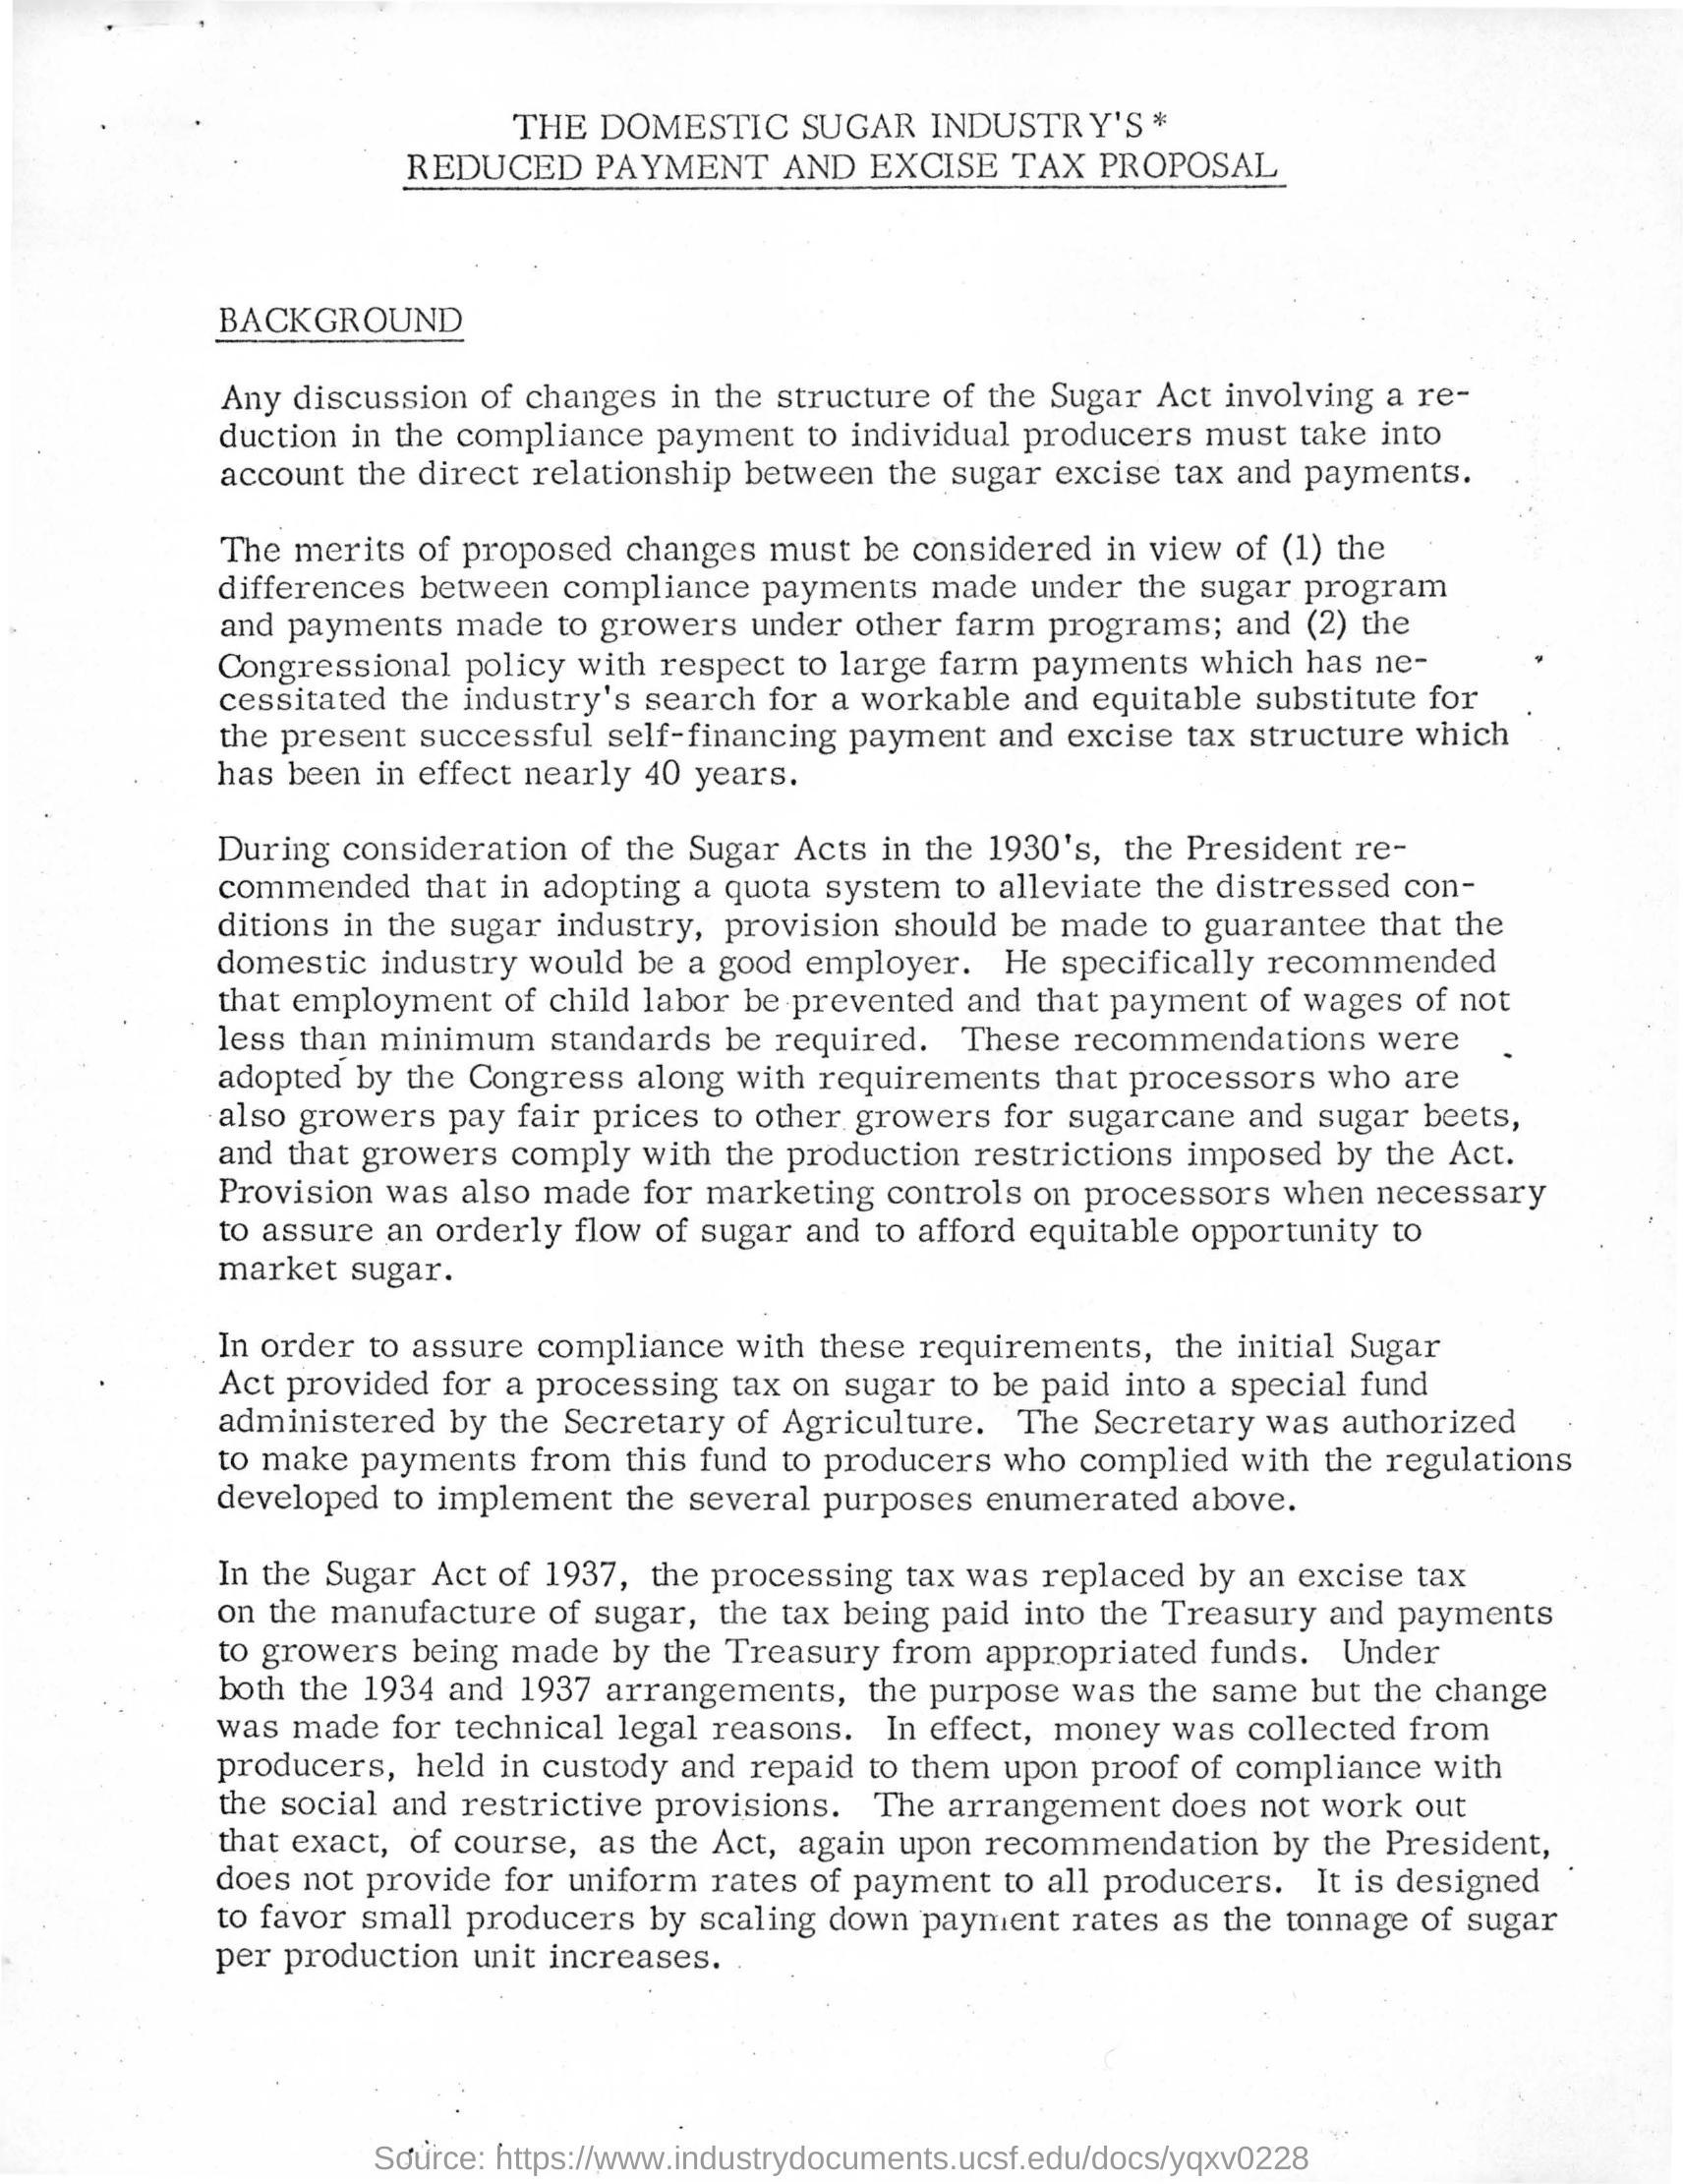 THE DOMESTIC SUGAR INDUSTRY'S *
REDUCED PAYMENT AND EXCISE TAX PROPOSAL
BACKGROUND
Any discussion of changes in the structure of the Sugar Act involving a re-
duction in the compliance payment to individual producers must take into
account the direct relationship between the sugar excise tax and payments.
The merits of proposed changes must be considered in view of (1) the
differences between compliance payments made under the sugar program
and payments made to growers under other farm programs; and (2) the
Congressional policy with respect to large farm payments which has ne-
cessitated the industry's search for a workable and equitable substitute for
the present successful self-financing payment and excise tax structure which
has been in effect nearly 40 years.
During consideration of the Sugar Acts in the 1930's, the President re-
commended that in adopting a quota system to alleviate the distressed con-
ditions in the sugar industry, provision should be made to guarantee that the
domestic industry would be a good employer. He specifically recommended
that employment of child labor be prevented and that payment of wages of not
less than minimum standards be required. These recommendations were
adopted by the Congress along with requirements that processors who are
also growers pay fair prices to other growers for sugarcane and sugar beets,
and that growers comply with the production restrictions imposed by the Act.
Provision was also made for marketing controls on processors when necessary
to assure an orderly flow of sugar and to afford equitable opportunity to
market sugar.
In order to assure compliance with these requirements, the initial Sugar
Act provided for a processing tax on sugar to be paid into a special fund
administered by the Secretary of Agriculture. The Secretary was authorized
to make payments from this fund to producers who complied with the regulations
developed to implement the several purposes enumerated above.
In the Sugar Act of 1937, the processing tax was replaced by an excise tax
on the manufacture of sugar, the tax being paid into the Treasury and payments
to growers being made by the Treasury from appropriated funds. Under
both the 1934 and 1937 arrangements, the purpose was the same but the change
was made for technical legal reasons. In effect, money was collected from
producers, held in custody and repaid to them upon proof of compliance with
the social and restrictive provisions. The arrangement does not work out
that exact, of course, as the Act, again upon recommendation by the President,
does not provide for uniform rates of payment to all producers. It is designed
to favor small producers by scaling down payment rates as the tonnage of sugar
per production unit increases.
Source: https://www.industrydocuments.ucsf.edu/docs/yqxv0228